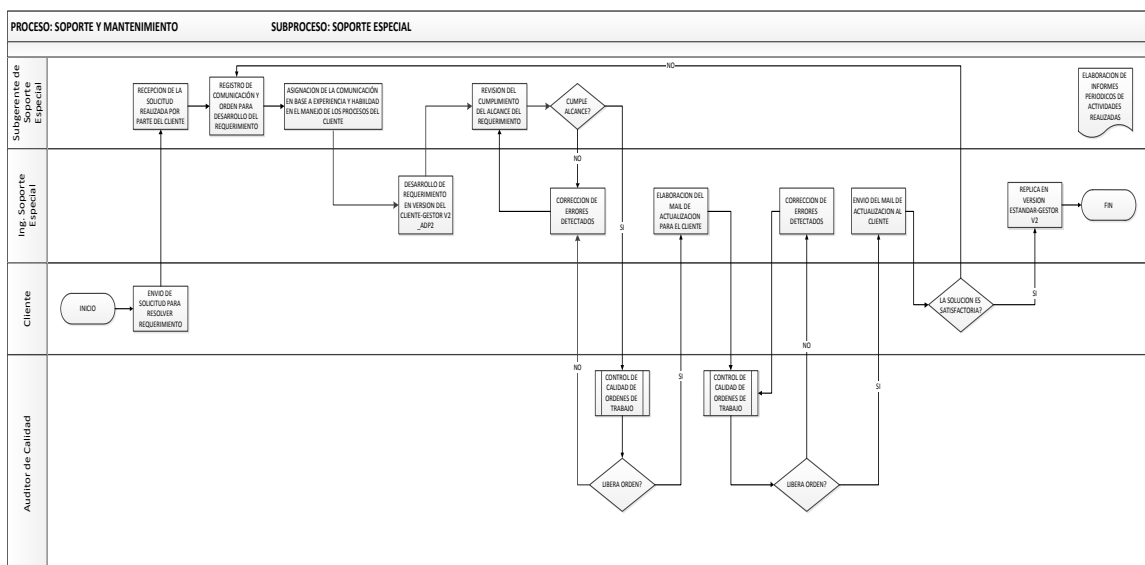 PROCESO: SOPORTE Y MANTENIMIENTO SUBPROCESO: SOPORTE ESPECIAL
Subgerente de
Soporte
Especial
RECEPCION DE LA
SOLICITUD
REALIZADA POR
PARTE DEL CLIENTE
REGISTRO DE
COMUNICACIÓN Y
ORDEN PARA
DESARROLLO DEL
REQUERIMIENTO
ASIGNACION DE LA COMUNICACIÓN
EN BASE A EXPERIENCIA Y HABILIDAD
EN EL MANEJO DE LOS PROCESOS DEL
CLIENTE
REVISION DEL
CUMPLIMIENTO
DEL ALCANCE DEL
REQUERIMIENTO
CUMPLE
ALCANCE?
NO
ELABORACION DE
INFORMES
PERIODICOS DE
ACTIVIDADES
REALIZADAS
Ing. Soporte
Especial
DESARROLLO DE
REQUERIMIENTO
EN VERSION DEL
CLIENTE-GESTOR V2
_ADP2
NO
CORRECCION DE
ERRORES
DETECTADOS
SI
ELABORACION DEL
MAIL DE
ACTUALIZACION
PARA EL CLIENTE
CORRECCION DE
ERRORES
DETECTADOS
ENVIO DEL MAIL DE
ACTUALIZACION AL
CLIENTE
REPLICA EN
VERSION
ESTANDAR-GESTOR
V2
FIN
Cliente
INICIO
ENVIO DE
SOLICITUD PARA
RESOLVER
REQUERIMIENTO
LA SOLUCION ES
SATISFACTORIA?
SI
NO
Auditor de Calidad
NO
CONTROL DE
CALIDAD DE
ORDENES DE
TRABAJO
SI
CONTROL DE
CALIDAD DE
ORDENES DE
TRABAJO
SI
LIBERA ORDEN?
LIBERA ORDEN?